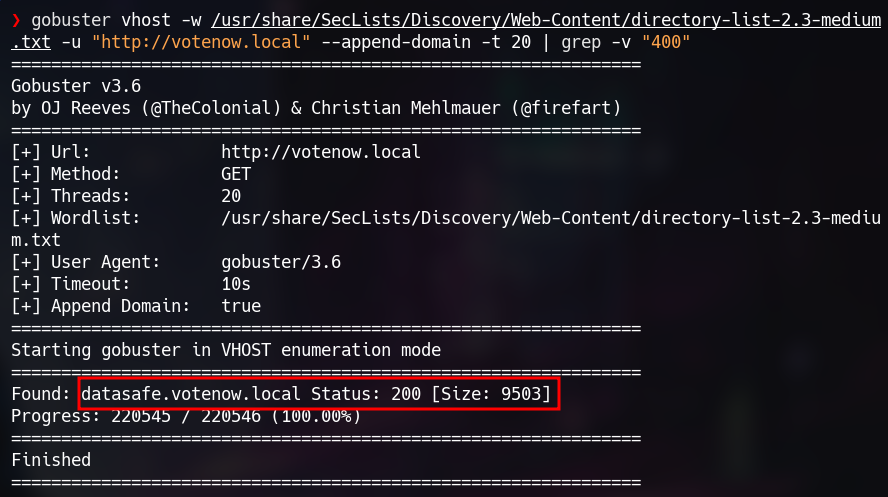 ❯ gobuster vhost -w /usr/share/SecLists/Discovery/Web-Content/directory-list-2.3-medium
.txt -u "http://votenow.local" --append-domain -t 20 | grep -v "400"
===============================================================
Gobuster v3.6
by OJ Reeves (@TheColonial) & Christian Mehlmauer (@firefart)
===============================================================
[+] Url:             http://votenow.local
[+] Method:          GET
[+] Threads:         20
[+] Wordlist:        /usr/share/SecLists/Discovery/Web-Content/directory-list-2.3-mediu
m.txt
[+] User Agent:      gobuster/3.6
[+] Timeout:         10s
[+] Append Domain:   true
===============================================================
Starting gobuster in VHOST enumeration mode
===============================================================
Found: datasafe.votenow.local Status: 200 [Size: 9503]
Progress: 220545 / 220546 (100.00%)
===============================================================
Finished
===============================================================